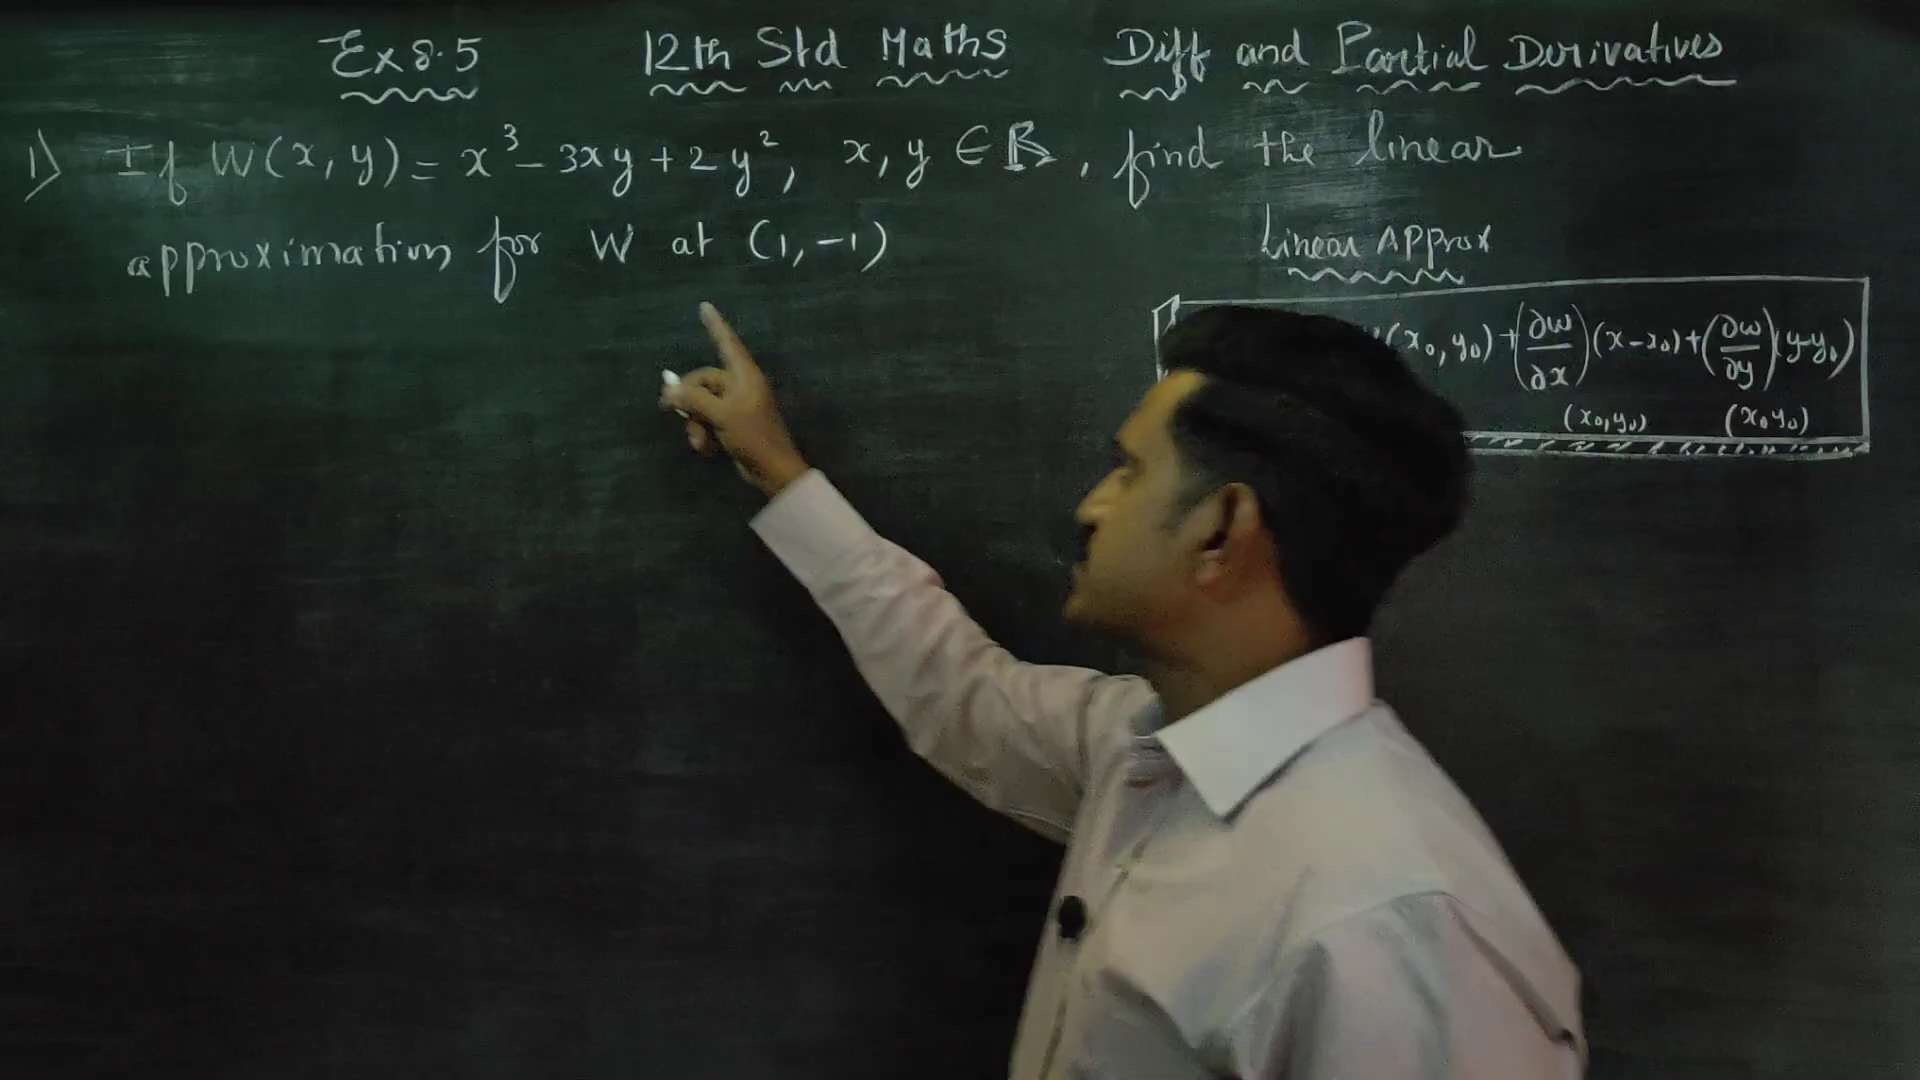 Ex 8.5 12th Std Maths Diff and Partial Derivatives
1) If W(x, y) = x³ - 3xy + 2y², x, y ∈ ℝ, find the linear
approximation for W at (1, -1)
Linear Approx
(x₀, y₀) + (∂w/∂x) (x - x₀) + (∂w/∂y) (y - y₀)
(x₀, y₀) (x₀ y₀)